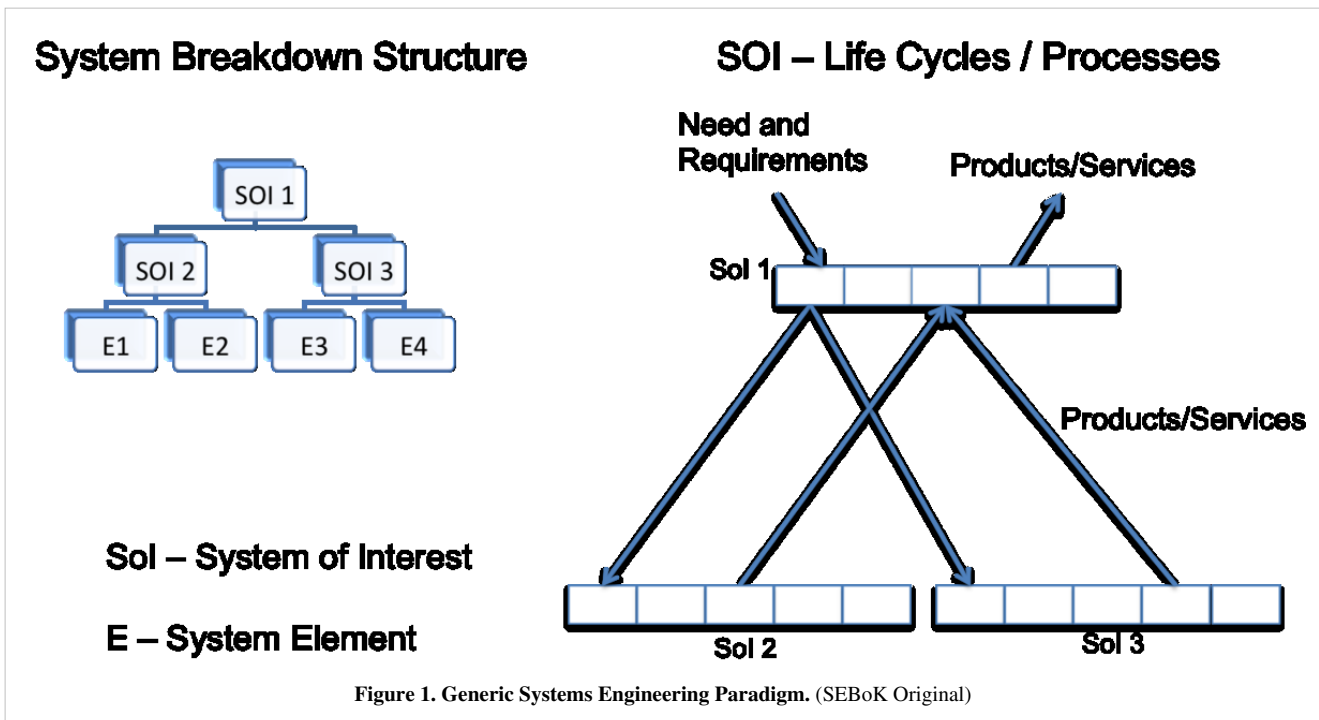 System Breakdown Structure
SOI – Life Cycles / Processes
Need and
Requirements
Products/Services
SOI 1
SOI 2
SOI 3
E1
E2
E3
E4
SoI 1
Products/Services
SoI – System of Interest
E – System Element
SoI 2
SoI 3
Figure 1. Generic Systems Engineering Paradigm. (SEBoK Original)